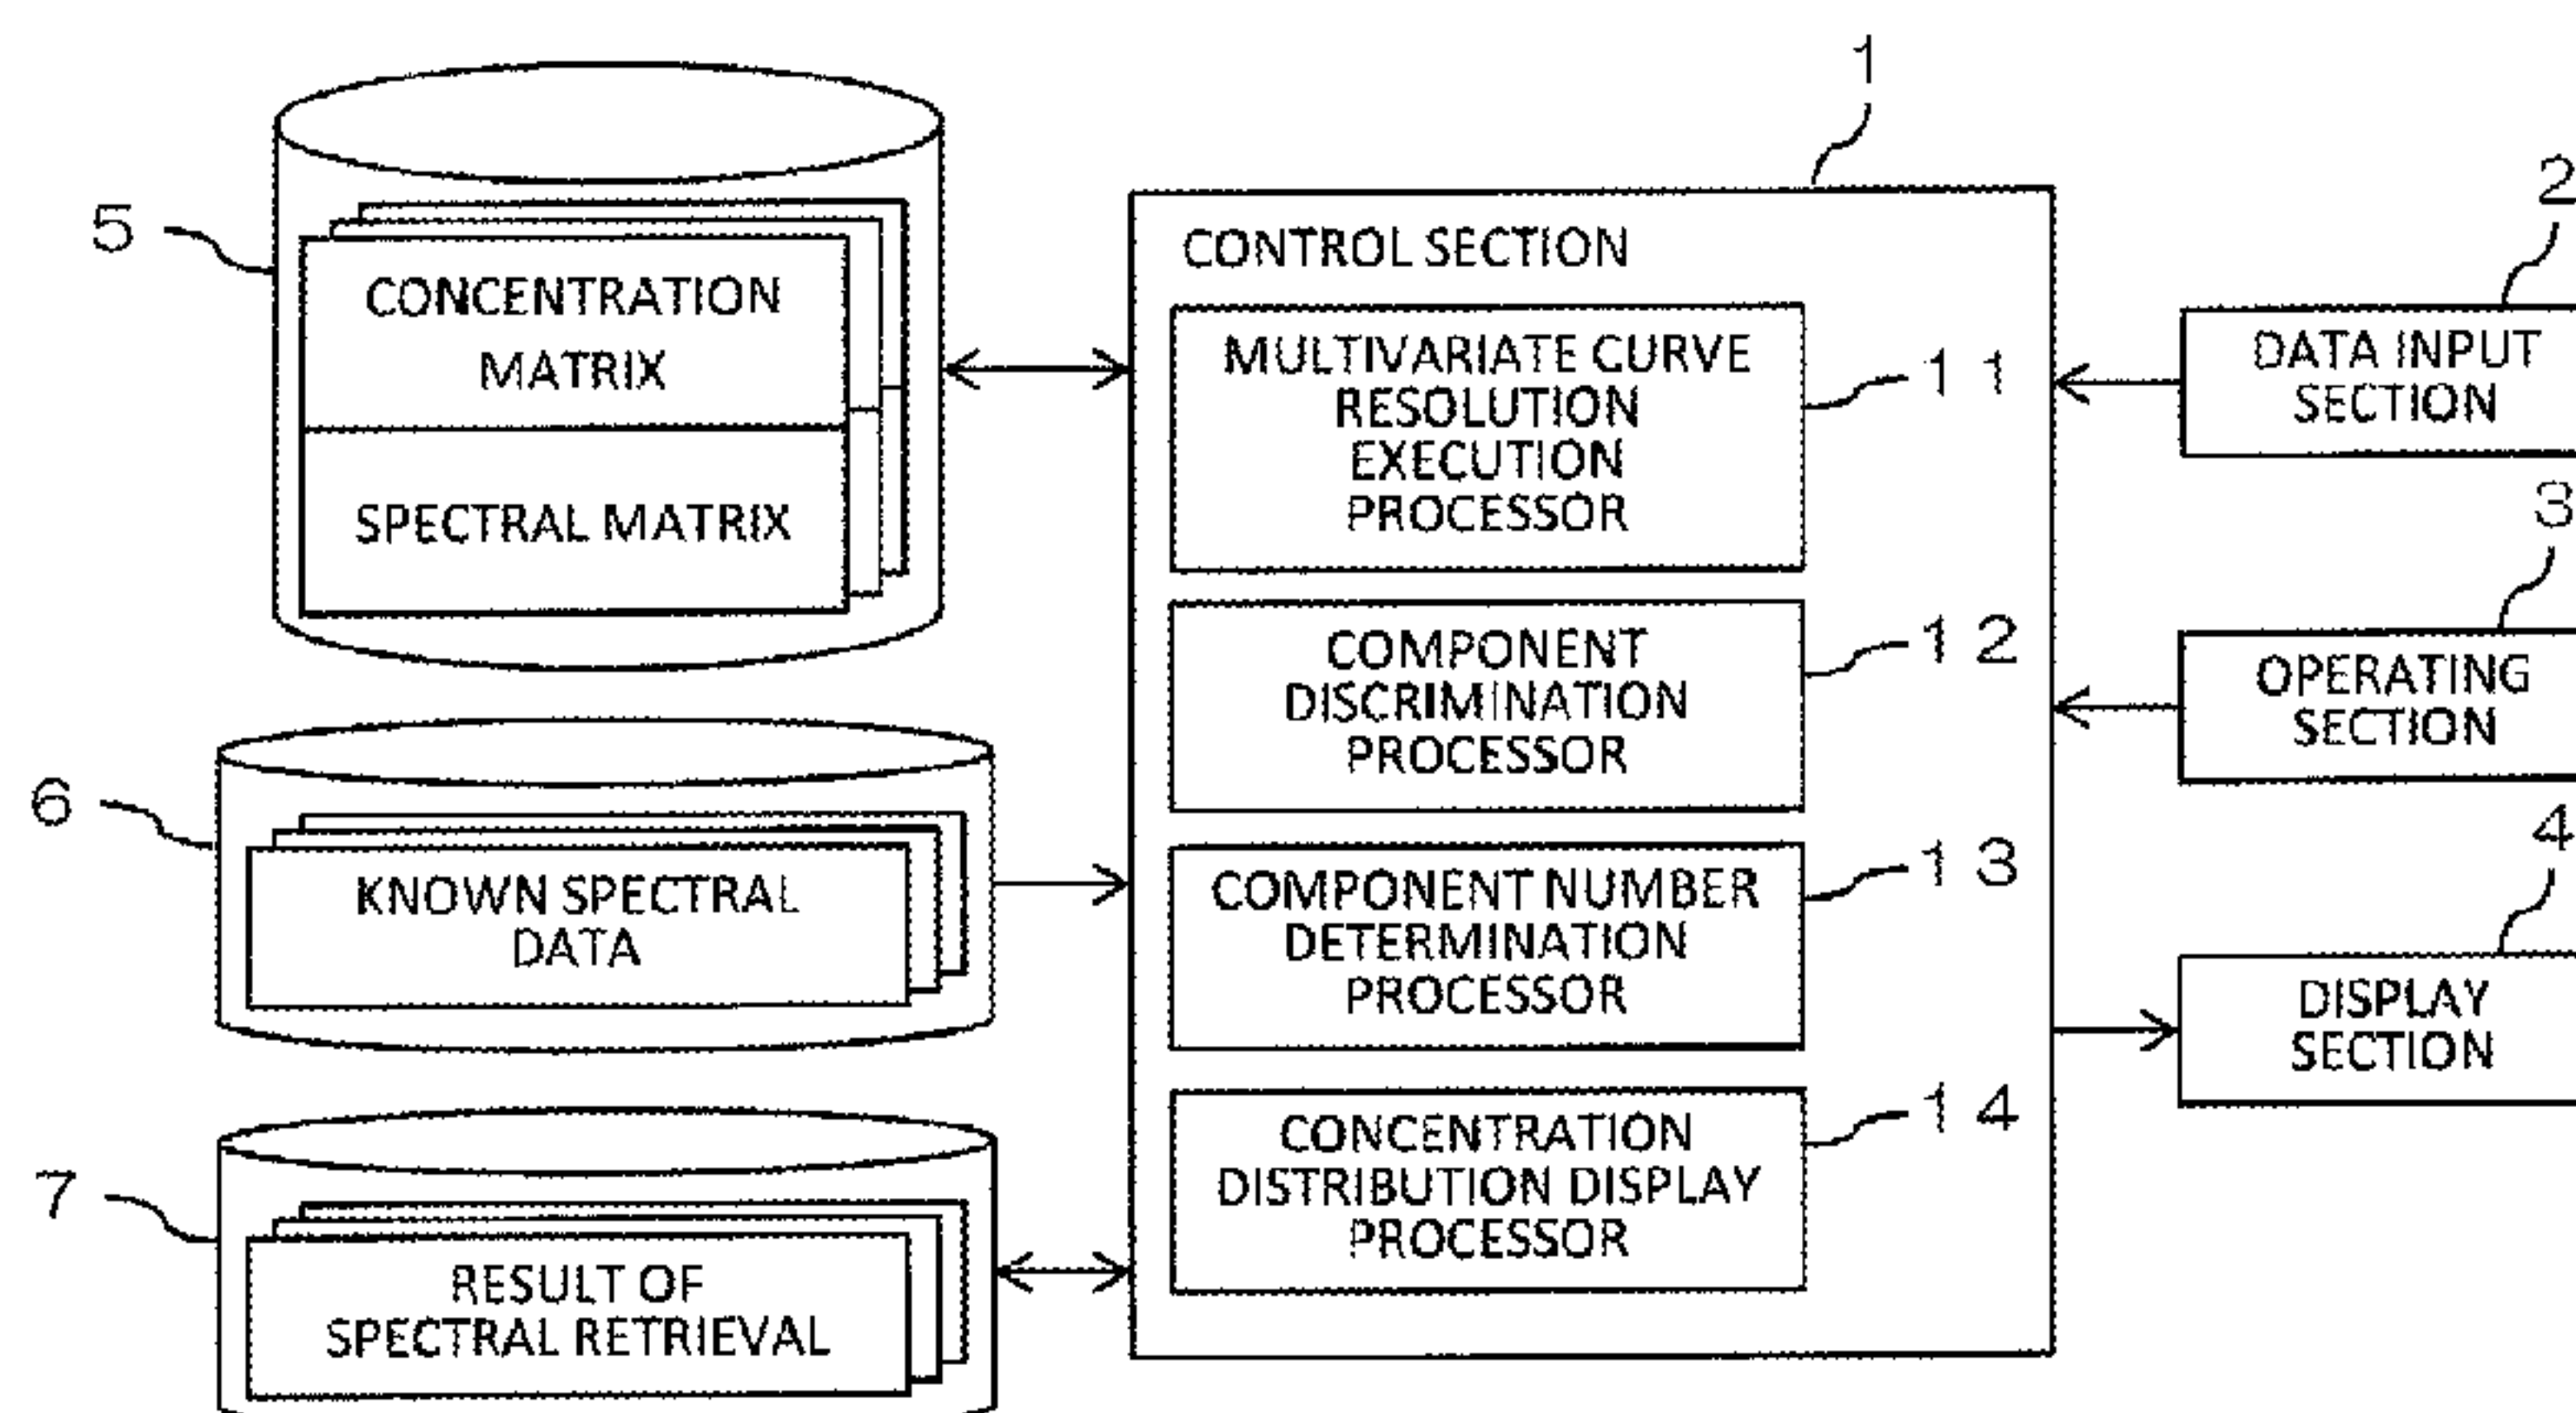 1
2
5
CONTROL SECTION
CONCENTRATION
MATRIX
SPECTRAL MATRIX
MULTIVARIATE CURVE
RESOLUTION
EXECUTION
PROCESSOR
11
DATA INPUT
SECTION
3
COMPONENT
DISCRIMINATION
PROCESSOR
12
OPERATING
SECTION
6
KNOWN SPECTRAL
DATA
COMPONENT NUMBER
DETERMINATION
PROCESSOR
13
4
DISPLAY
SECTION
7
RESULT OF
SPECTRAL RETRIEVAL
CONCENTRATION
DISTRIBUTION DISPLAY
PROCESSOR
14